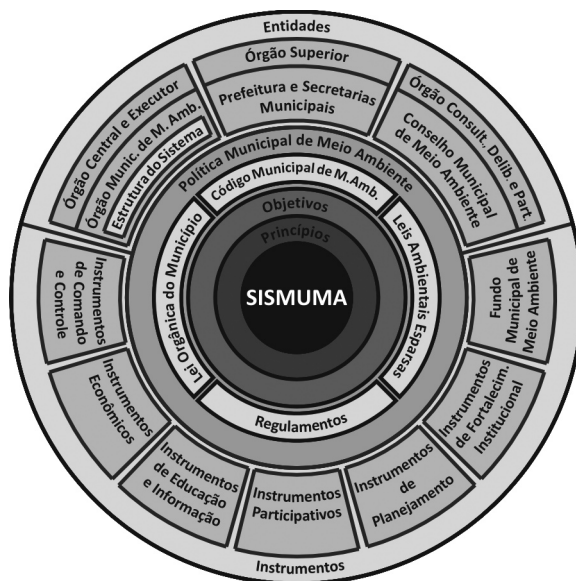 Entidades
Órgão Superior
Prefeitura e Secretarias
Municipais
Órgão Central e Executor
Órgão Munic. de M. Amb.
Estrutura do Sistema
Órgão Consult., Delib. e Part.
Conselho Municipal
de Meio Ambiente
Política Municipal de Meio Ambiente
Código Municipal de M.Amb.
Lei Orgânica do Município
Leis Ambientais Esparsas
Regulamentos
Objetivos
Princípios
SISMUMA
Instrumentos
de Comando
e Controle
Instrumentos
Econômicos
Instrumentos
de Educação
e Informação
Instrumentos
Participativos
Instrumentos
de
Planejamento
Instrumentos
de Fortalecim.
Institucional
Fundo
Municipal de
Meio Ambiente
Instrumentos